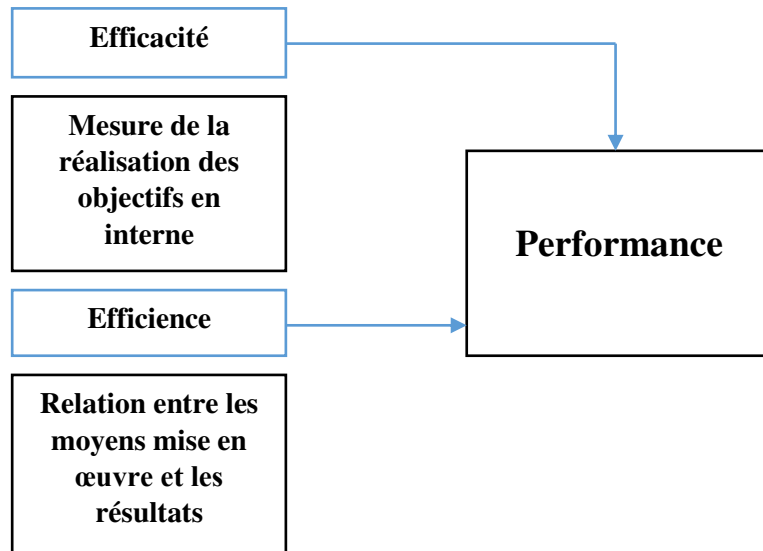 Efficacité
Mesure de la
réalisation des
objectifs en
interne
Performance
Efficience
Relation entre les
moyens mise en
œuvre et les
résultats